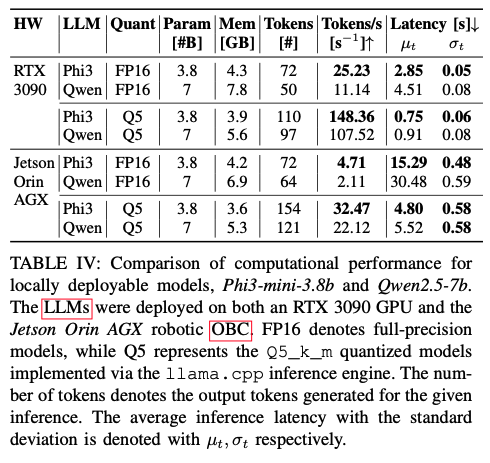 HW LLM Quant Param Mem Tokens Tokens/s Latency [s]↓
[#B] [GB] [#] [s⁻¹]↑ μₜ σₜ
RTX Phi3 FP16 3.8 4.3 72 25.23 2.85 0.05
3090 Qwen FP16 7 7.8 50 11.14 4.51 0.08
Phi3 Q5 3.8 3.9 110 148.36 0.75 0.06
Qwen Q5 7 5.6 97 107.52 0.91 0.08
Jetson Phi3 FP16 3.8 4.2 72 4.71 15.29 0.48
Orin Qwen FP16 7 6.9 64 2.11 30.48 0.59
AGX Phi3 Q5 3.8 3.6 154 32.47 4.80 0.58
Qwen Q5 7 5.3 121 22.12 5.52 0.58
TABLE IV: Comparison of computational performance for
locally deployable models, Phi3-mini-3.8b and Qwen2.5-7b.
The LLMs were deployed on both an RTX 3090 GPU and the
Jetson Orin AGX robotic OBC. FP16 denotes full-precision
models, while Q5 represents the Q5_k_m quantized models
implemented via the llama.cpp inference engine. The num-
ber of tokens denotes the output tokens generated for the given
inference. The average inference latency with the standard
deviation is denoted with μₜ, σₜ respectively.